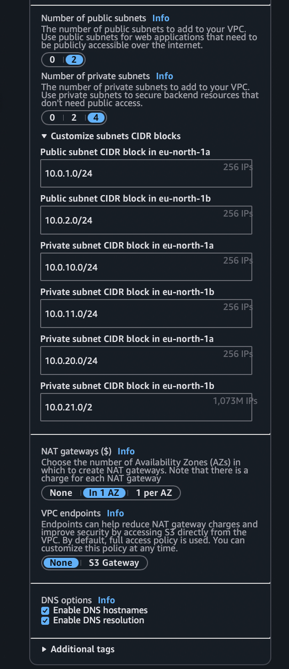 Number of public subnets Info
The number of public subnets to add to your VPC.
Use public subnets for web applications that need to
be publicly accessible over the internet.
0 2
Number of private subnets Info
The number of private subnets to add to your VPC.
Use private subnets to secure backend resources that
don't need public access.
0 2 4
Customize subnets CIDR blocks
Public subnet CIDR block in eu-north-1a
10.0.1.0/24 256 IPs
Public subnet CIDR block in eu-north-1b
10.0.2.0/24 256 IPs
Private subnet CIDR block in eu-north-1a
10.0.10.0/24 256 IPs
Private subnet CIDR block in eu-north-1b
10.0.11.0/24 256 IPs
Private subnet CIDR block in eu-north-1a
10.0.20.0/24 256 IPs
Private subnet CIDR block in eu-north-1b
10.0.21.0/2 1,073M IPs
NAT gateways ($) Info
Choose the number of Availability Zones (AZs) in
which to create NAT gateways. Note that there is a
charge for each NAT gateway
None In 1 AZ 1 per AZ
VPC endpoints Info
Endpoints can help reduce NAT gateway charges and
improve security by accessing S3 directly from the
VPC. By default, full access policy is used. You can
customize this policy at any time.
None S3 Gateway
DNS options Info
Enable DNS hostnames
Enable DNS resolution
Additional tags